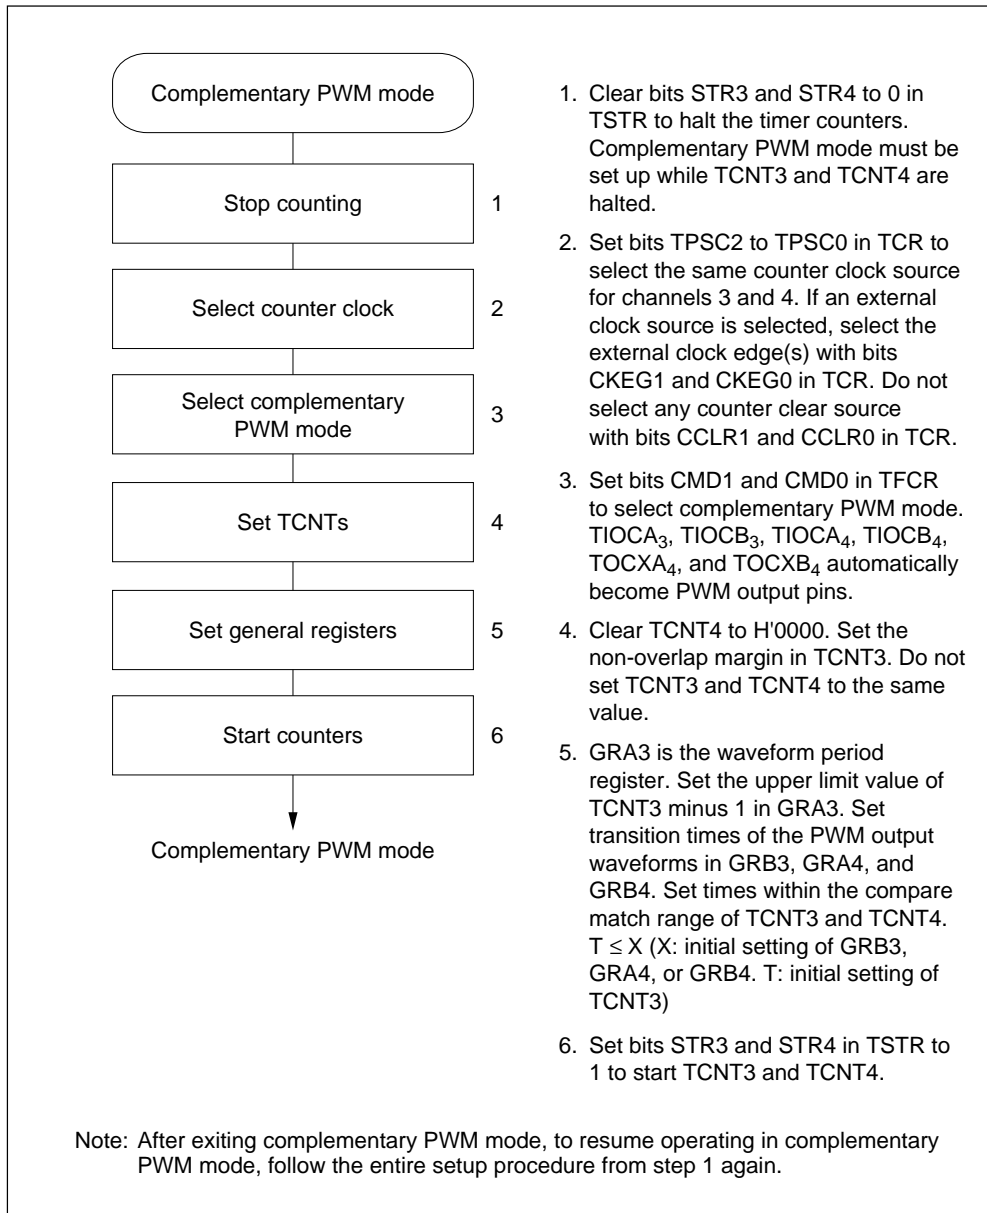 Complementary PWM mode
Stop counting
1
Select counter clock
2
Select complementary
PWM mode
3
Set TCNTs
4
Set general registers
5
Start counters
6
Complementary PWM mode
1. Clear bits STR3 and STR4 to 0 in
TSTR to halt the timer counters.
Complementary PWM mode must be
set up while TCNT3 and TCNT4 are
halted.
2. Set bits TPSC2 to TPSC0 in TCR to
select the same counter clock source
for channels 3 and 4. If an external
clock source is selected, select the
external clock edge(s) with bits
CKEG1 and CKEG0 in TCR. Do not
select any counter clear source
with bits CCLR1 and CCLR0 in TCR.
3. Set bits CMD1 and CMD0 in TFCR
to select complementary PWM mode.
TIOCA3, TIOCB3, TIOCA4, TIOCB4,
TOCXA4, and TOCXB4 automatically
become PWM output pins.
4. Clear TCNT4 to H'0000. Set the
non-overlap margin in TCNT3. Do not
set TCNT3 and TCNT4 to the same
value.
5. GRA3 is the waveform period
register. Set the upper limit value of
TCNT3 minus 1 in GRA3. Set
transition times of the PWM output
waveforms in GRB3, GRA4, and
GRB4. Set times within the compare
match range of TCNT3 and TCNT4.
T ≤ X (X: initial setting of GRB3,
GRA4, or GRB4. T: initial setting of
TCNT3)
6. Set bits STR3 and STR4 in TSTR to
1 to start TCNT3 and TCNT4.
Note: After exiting complementary PWM mode, to resume operating in complementary
PWM mode, follow the entire setup procedure from step 1 again.